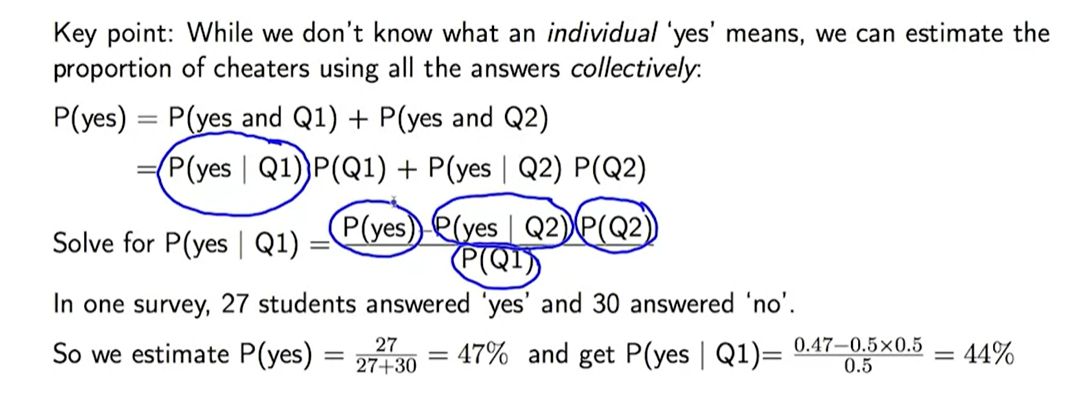 Key point: While we don't know what an individual 'yes' means, we can estimate the
proportion of cheaters using all the answers collectively:
P(yes) = P(yes and Q1) + P(yes and Q2)
= P(yes | Q1) P(Q1) + P(yes | Q2) P(Q2)
Solve for P(yes | Q1) = \frac{P(yes)-P(yes | Q2) P(Q2)}{P(Q1)}
In one survey, 27 students answered 'yes' and 30 answered 'no'.
So we estimate P(yes) = \frac{27}{27+30} = 47% and get P(yes | Q1)= \frac{0.47-0.5×0.5}{0.5} = 44%